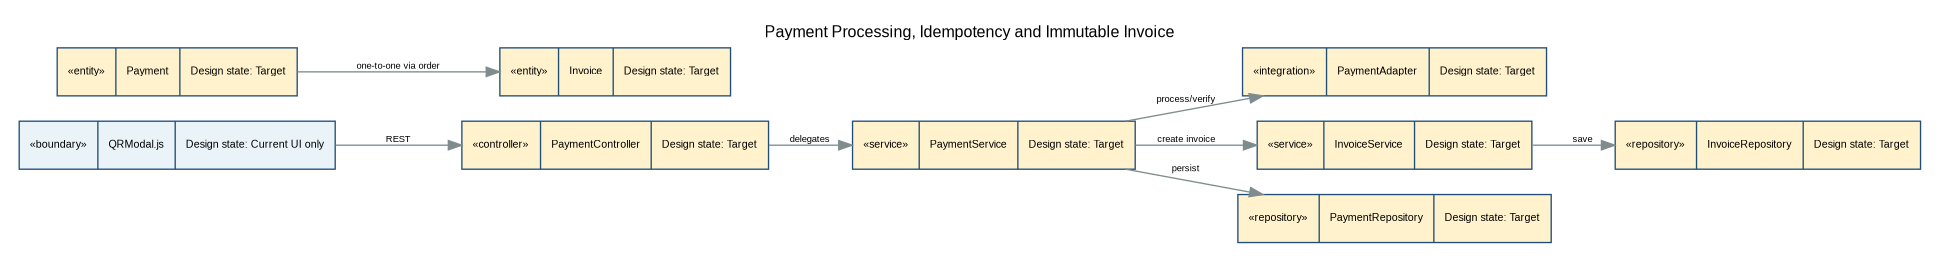 Payment Processing, Idempotency and Immutable Invoice
«entity» Payment Design state: Target
one-to-one via order
«entity» Invoice Design state: Target
«integration» PaymentAdapter Design state: Target
process/verify
«boundary» QRModal.js Design state: Current UI only
REST
«controller» PaymentController Design state: Target
delegates
«service» PaymentService Design state: Target
create invoice
«service» InvoiceService Design state: Target
save
«repository» InvoiceRepository Design state: Target
persist
«repository» PaymentRepository Design state: Target